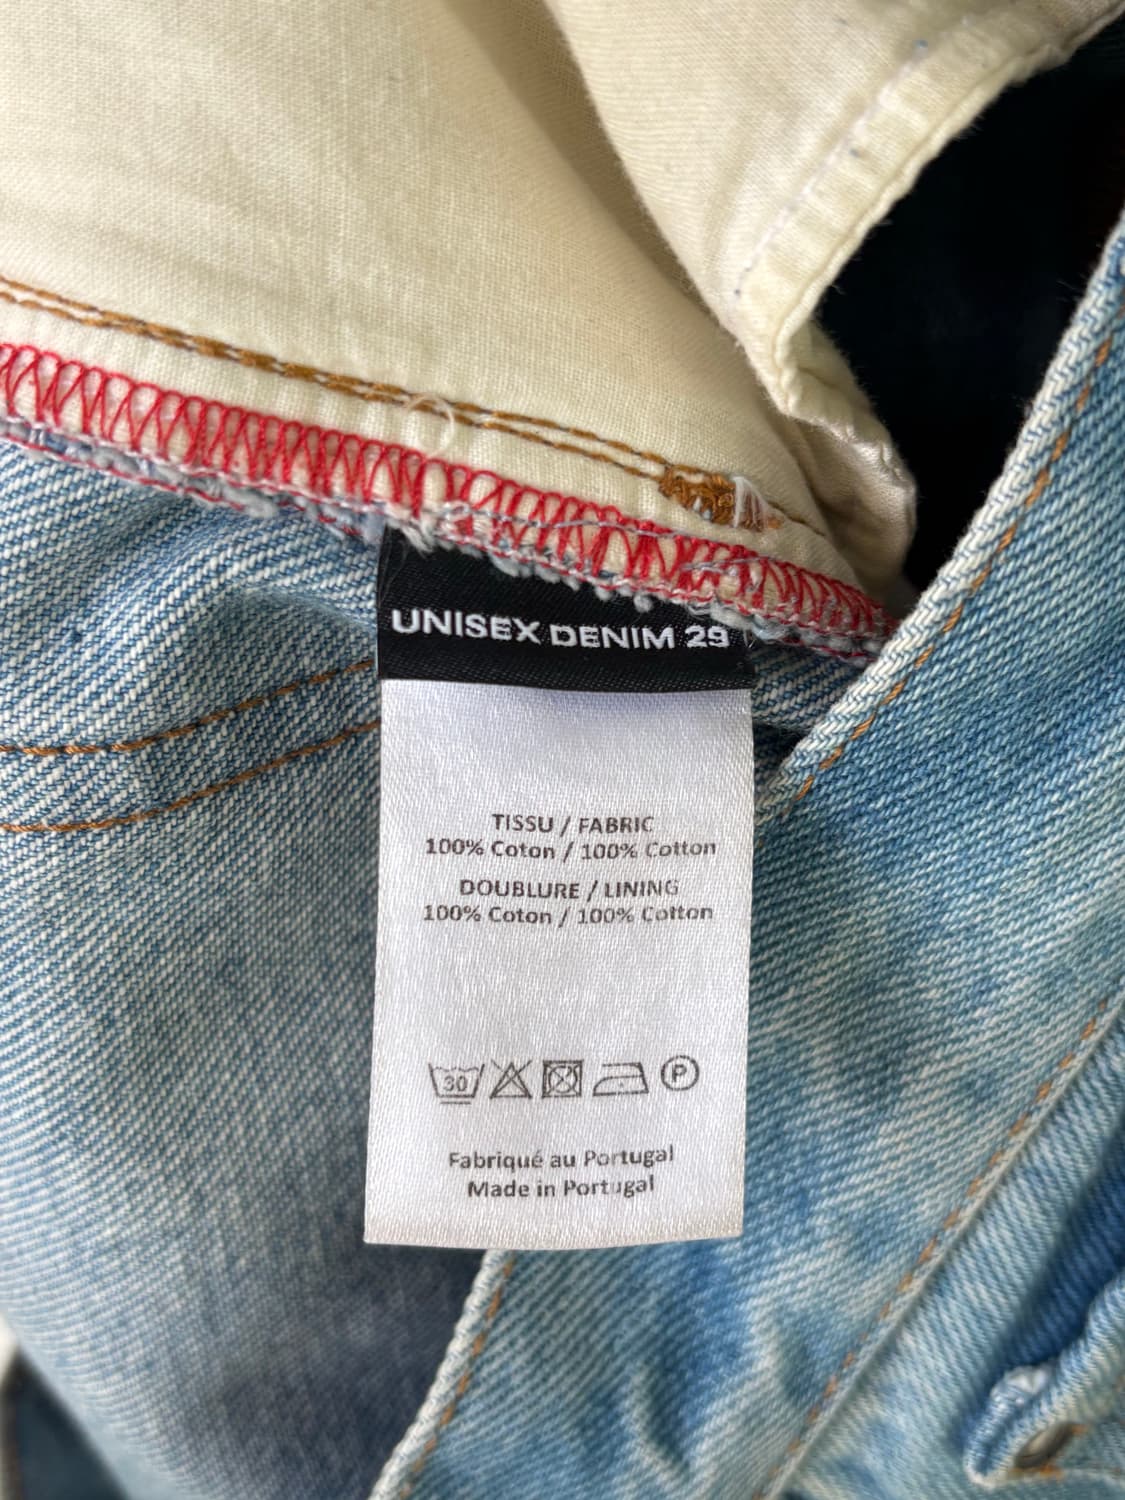 UNISEX DENIM 29
TISSU / FABRIC
100% Coton / 100% Cotton
DOUBLURE / LINING
100% Coton / 100% Cotton
30 P
Fabriqué au Portugal
Made in Portugal